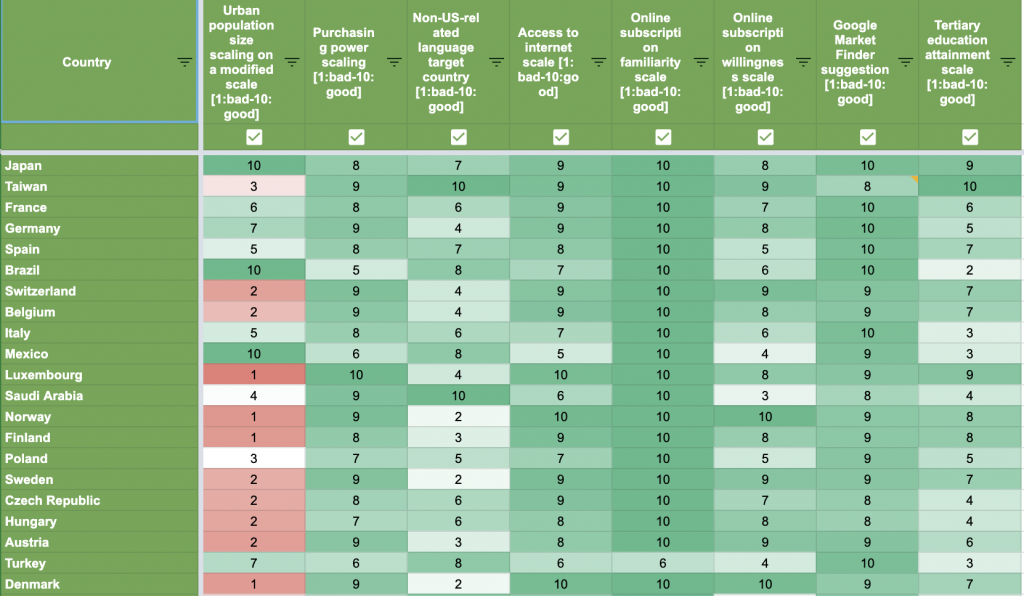 Country
Urban
population
size
scaling on
a modified
scale
[1:bad-10:
good]
Purchasin
g power
scaling
[1:bad-10:
good]
Non-US-rel
ated
language
target
country
[1:bad-10:
good]
Access to
internet
scale [1:
bad-10:go
od]
Online
subscripti
on
familiarity
scale
[1:bad-10:
good]
Online
subscripti
on
willingnes
s scale
[1:bad-10:
good]
Google
Market
Finder
suggestion
[1:bad-10:
good]
Tertiary
education
attainment
scale
[1:bad-10:
good]
Japan 10 8 7 9 10 8 10 9
Taiwan 3 9 10 9 10 9 8 10
France 6 8 6 9 10 7 10 6
Germany 7 9 4 9 10 8 10 5
Spain 5 8 7 8 10 5 10 7
Brazil 10 5 8 7 10 6 10 2
Switzerland 2 9 4 9 10 9 9 7
Belgium 2 9 4 9 10 8 9 7
Italy 5 8 6 7 10 6 10 3
Mexico 10 6 8 5 10 4 9 3
Luxembourg 1 10 4 10 10 8 9 9
Saudi Arabia 4 9 10 6 10 3 8 4
Norway 1 9 2 10 10 10 9 8
Finland 1 8 3 9 10 8 9 8
Poland 3 7 5 7 10 5 9 5
Sweden 2 9 2 9 10 9 9 7
Czech Republic 2 8 6 9 10 7 8 4
Hungary 2 7 6 8 10 8 8 4
Austria 2 9 3 8 10 9 9 6
Turkey 7 6 8 6 6 4 10 3
Denmark 1 9 2 10 10 10 9 7